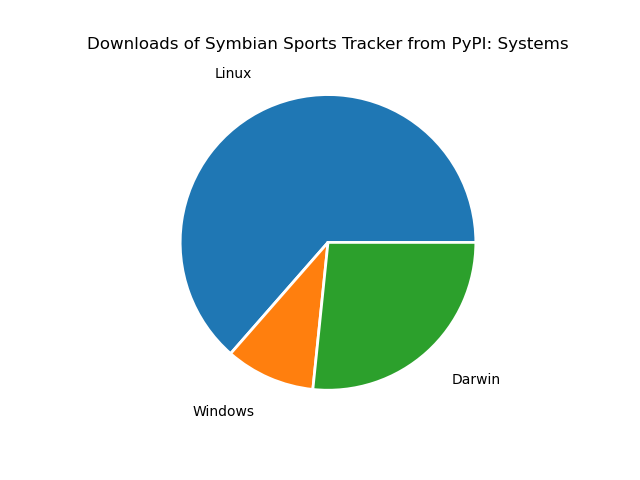 Downloads of Symbian Sports Tracker from PyPI: Systems
Linux
Darwin
Windows